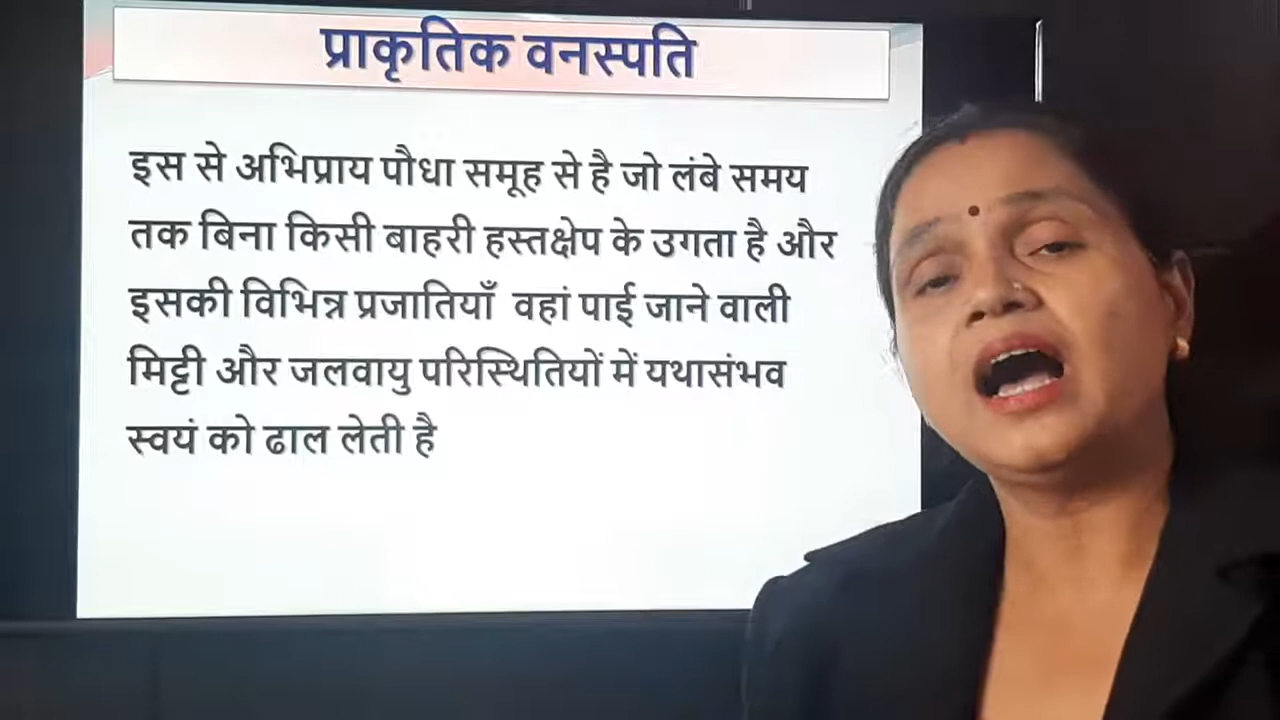 प्राकृतिक वनस्पति
इस से अभिप्राय पौधा समूह से है जो लंबे समय
तक बिना किसी बाहरी हस्तक्षेप के उगता है और
इसकी विभिन्न प्रजातियाँ वहां पाई जाने वाली
मिट्टी और जलवायु परिस्थितियों में यथासंभव
स्वयं को ढाल लेती है